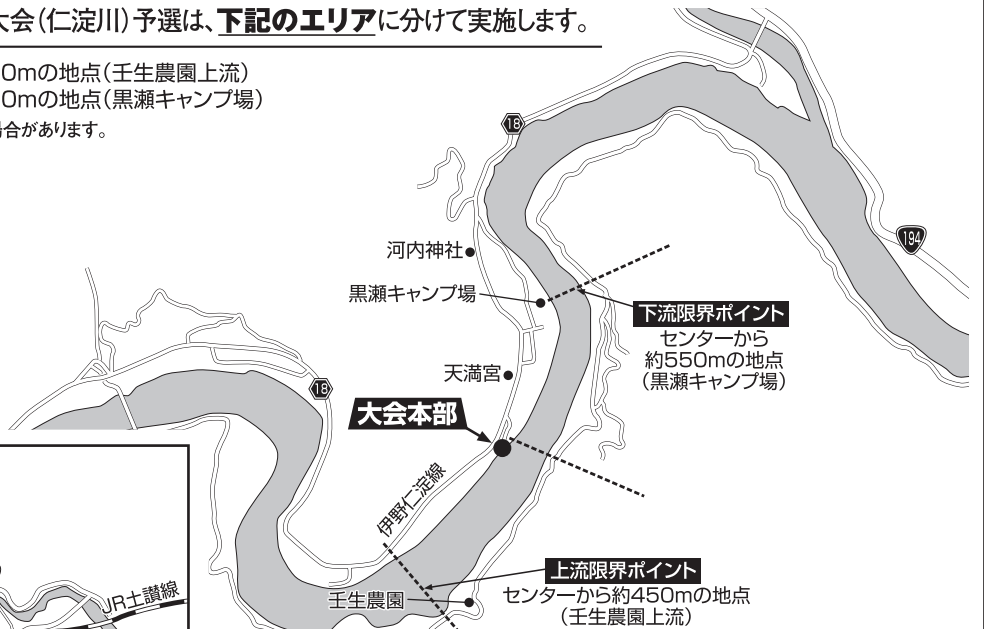 大会（仁淀川）予選は、下記のエリアに分けて実施します。
0mの地点（壬生農園上流）
0mの地点（黒瀬キャンプ場）
場合があります。
18
194
河内神社
黒瀬キャンプ場
下流限界ポイント
センターから
約550mの地点
（黒瀬キャンプ場）
天満宮
18
大会本部
伊野仁淀線
上流限界ポイント
センターから約450mの地点
（壬生農園上流）
壬生農園
JR土讃線